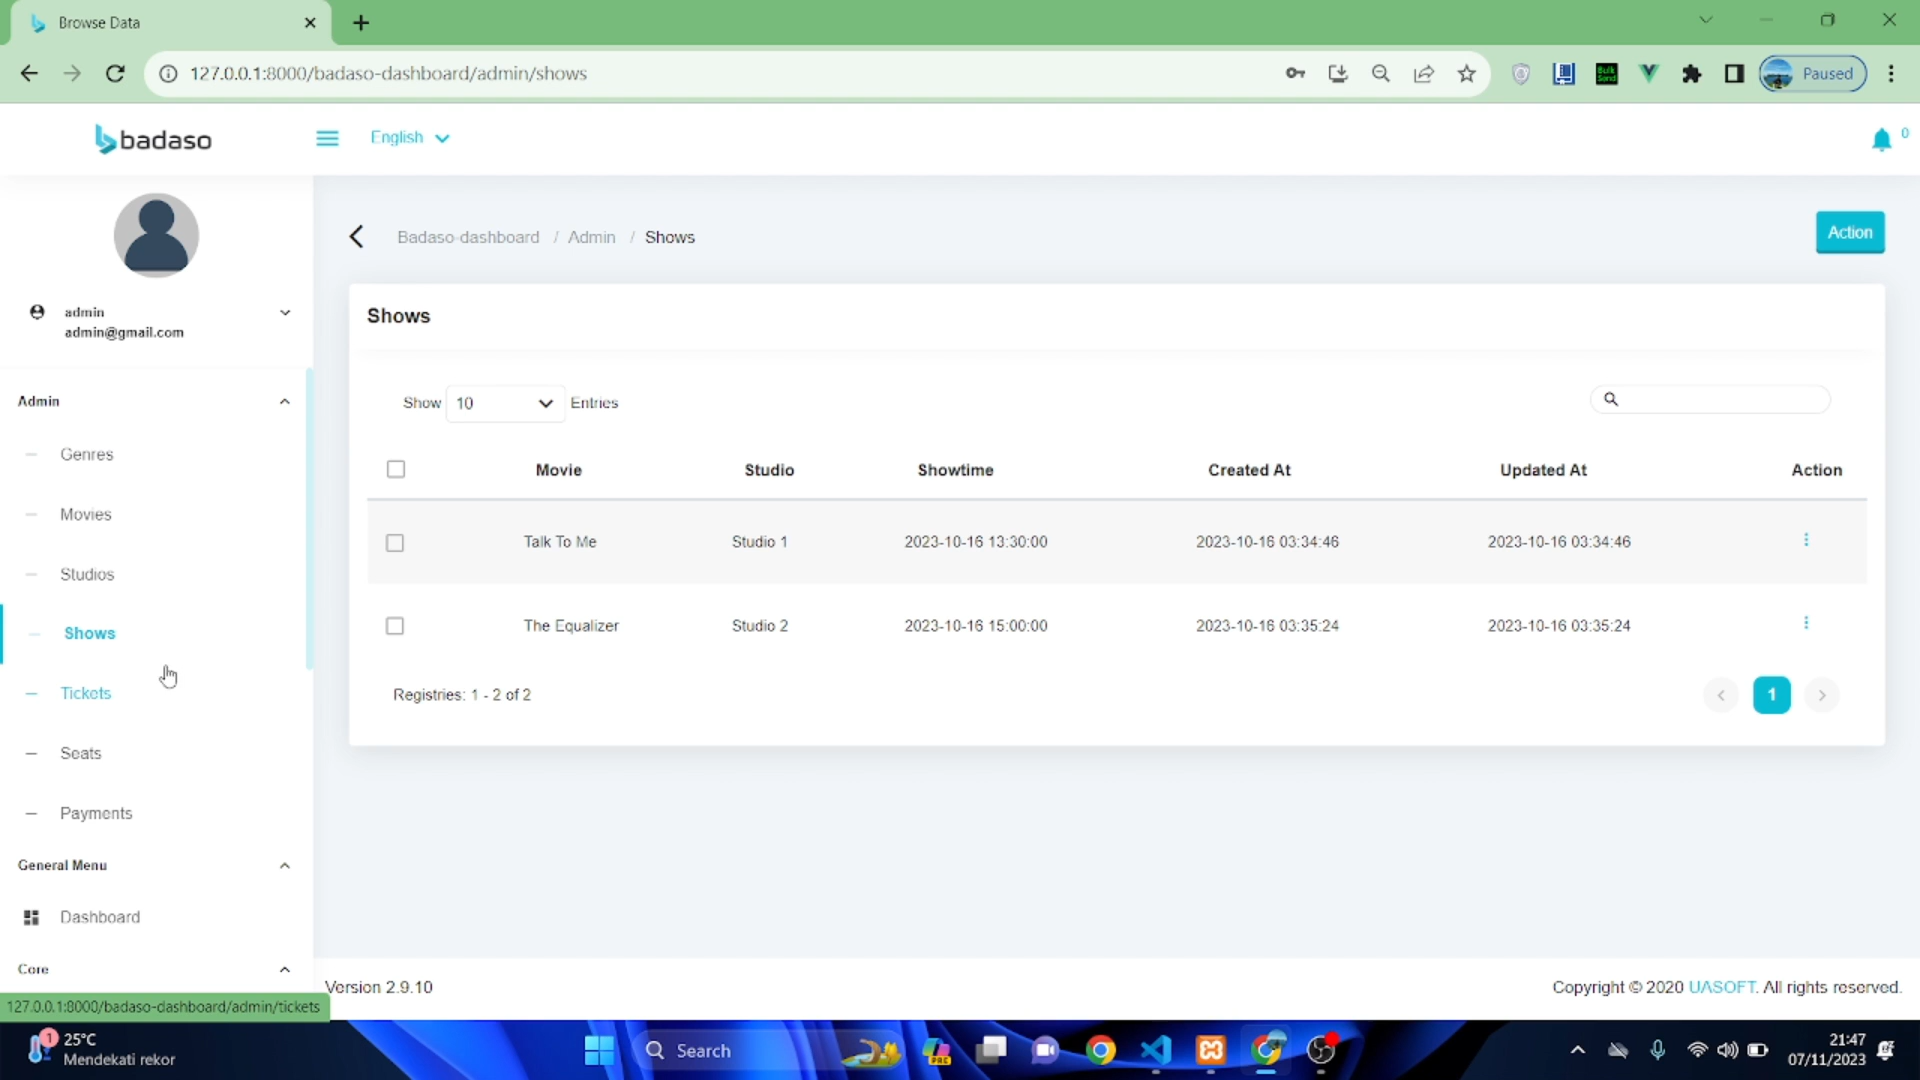 Browse Data
127.0.0.1:8000/badaso-dashboard/admin/shows
Bulk Send
Paused
badaso
English
0
admin
admin@gmail.com
Admin
Genres
Movies
Studios
Shows
Tickets
Seats
Payments
General Menu
Dashboard
Core
127.0.0.1:8000/badaso-dashboard/admin/tickets
Badaso-dashboard / Admin / Shows
Action
Shows
Show 10 Entries
Movie Studio Showtime Created At Updated At Action
Talk To Me Studio 1 2023-10-16 13:30:00 2023-10-16 03:34:46 2023-10-16 03:34:46
The Equalizer Studio 2 2023-10-16 15:00:00 2023-10-16 03:35:24 2023-10-16 03:35:24
Registries: 1 - 2 of 2
1
Version 2.9.10
Copyright © 2020 UASOFT. All rights reserved.
1
25°C
Mendekati rekor
Search
PRE
21:47
07/11/2023